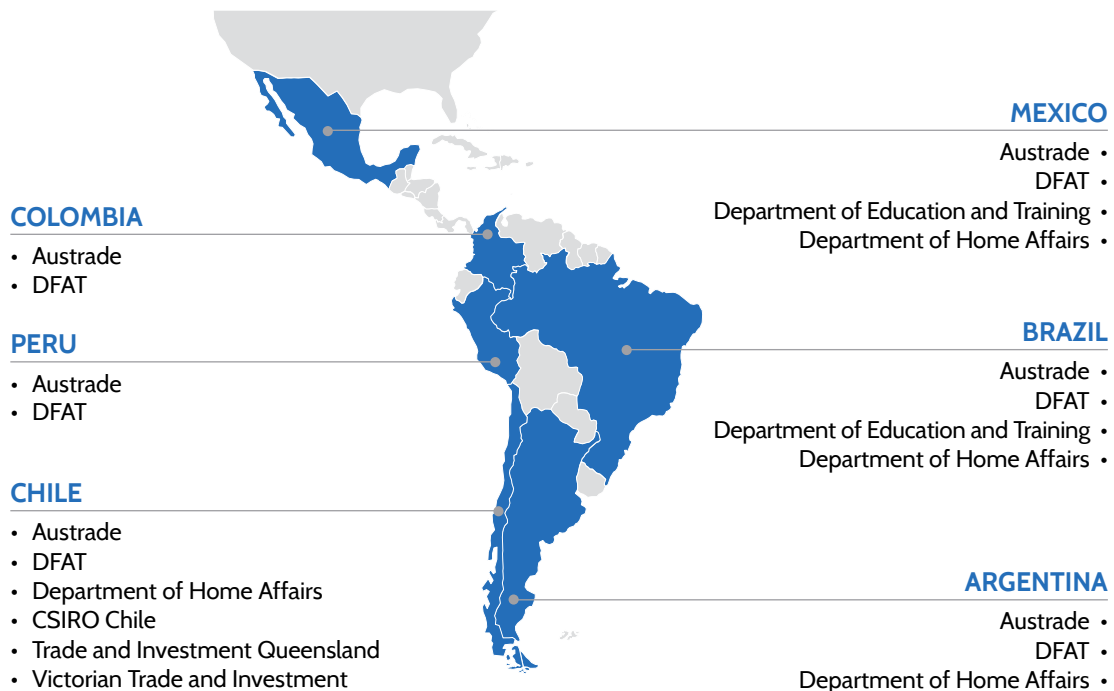 MEXICO
Austrade •
DFAT •
Department of Education and Training •
Department of Home Affairs •
COLOMBIA
• Austrade
• DFAT
PERU
• Austrade
• DFAT
BRAZIL
Austrade •
DFAT •
Department of Education and Training •
Department of Home Affairs •
CHILE
• Austrade
• DFAT
• Department of Home Affairs
• CSIRO Chile
• Trade and Investment Queensland
• Victorian Trade and Investment
ARGENTINA
Austrade •
DFAT •
Department of Home Affairs •